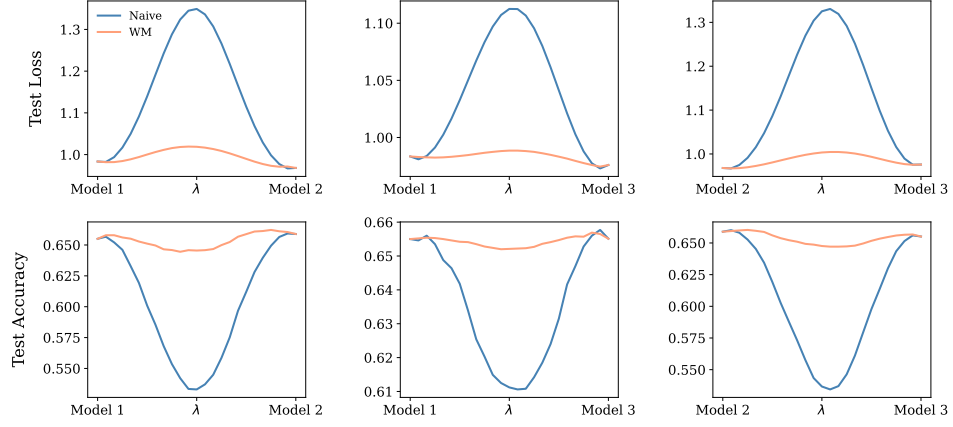 Test Loss
1.3
1.2
1.1
1.0
Naive
WM
Model 1 λ Model 2
1.10
1.05
1.00
Model 1 λ Model 3
1.3
1.2
1.1
1.0
Model 2 λ Model 3
Test Accuracy
0.650
0.625
0.600
0.575
0.550
Model 1 λ Model 2
0.66
0.65
0.64
0.63
0.62
0.61
Model 1 λ Model 3
0.650
0.625
0.600
0.575
0.550
Model 2 λ Model 3